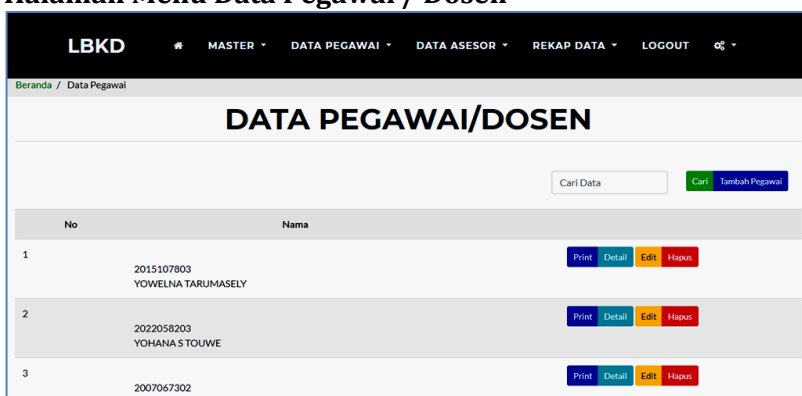 Halaman Menu Data Pegawai / Dosen
LBKD MASTER DATA PEGAWAI DATA ASESOR REKAP DATA LOGOUT
Beranda / Data Pegawai
DATA PEGAWAI/DOSEN
Cari Data Cari Tambah Pegawai
No Nama
1 Print Detail Edit Hapus
2015107803
YOWELNA TARUMASELY
2 Print Detail Edit Hapus
2022058203
YOHANA S TOUWE
3 Print Detail Edit Hapus
2007067302